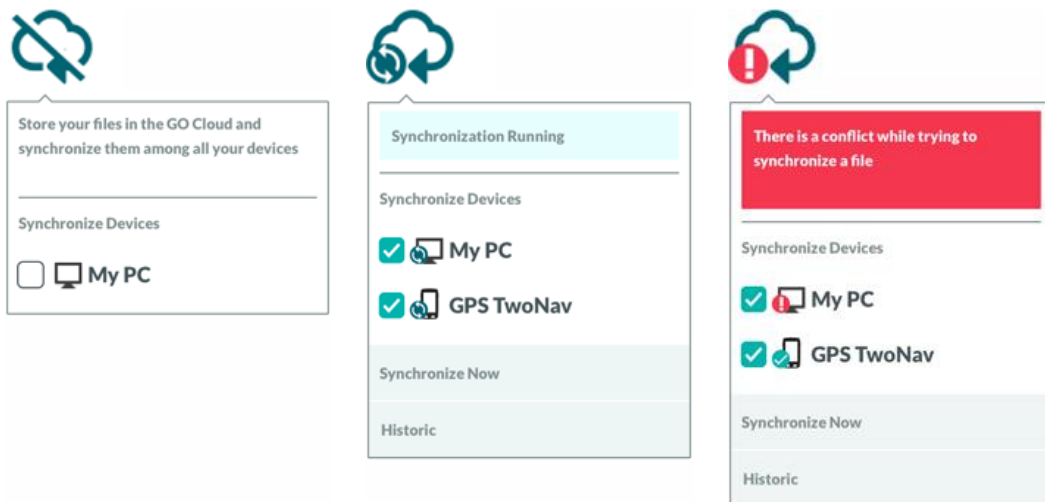 Store your files in the GO Cloud and
synchronize them among all your devices
Synchronize Devices
My PC
Synchronization Running
Synchronize Devices
My PC
GPS TwoNav
Synchronize Now
Historic
There is a conflict while trying to
synchronize a file
Synchronize Devices
My PC
GPS TwoNav
Synchronize Now
Historic